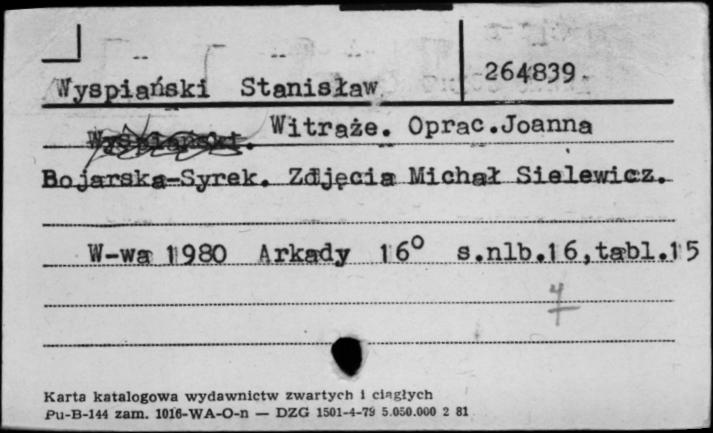 Wyspiański Stanisław 264839
Witraże. Oprac.Joanna
Bojarska-Syrek. Zdjęcia Michał Sielewicz.
W-wa 1980 Arkady 16° s.nlb.16,tabl.15
4
Karta katalogowa wydawnictw zwartych i ciągłych
Pu-B-144 zam. 1016-WA-O-n — DZG 1501-4-79 5.050.000 2 81